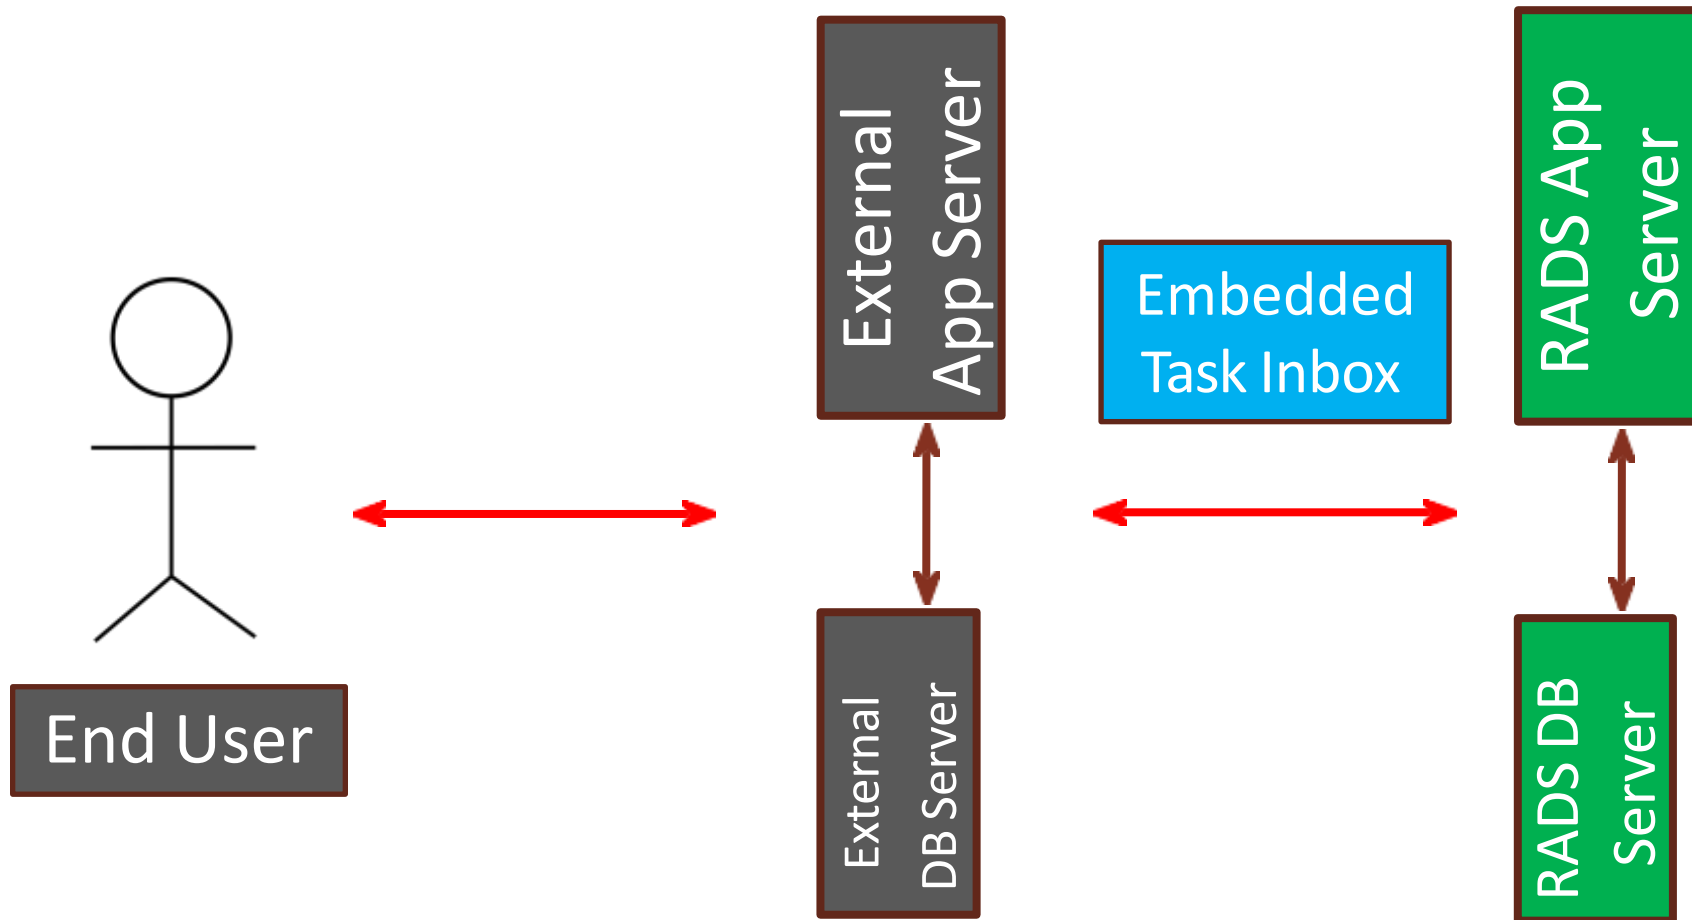 External
App Server
RADS App
Server
Embedded
Task Inbox
End User
External
DB Server
RADS DB
Server